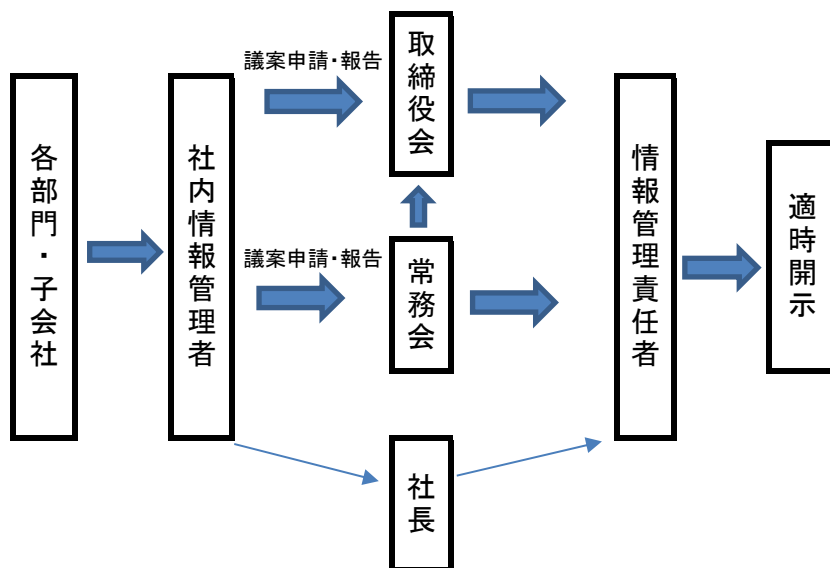 各部門・子会社
社内情報管理者
議案申請・報告
取締役会
議案申請・報告
常務会
社長
情報管理責任者
適時開示